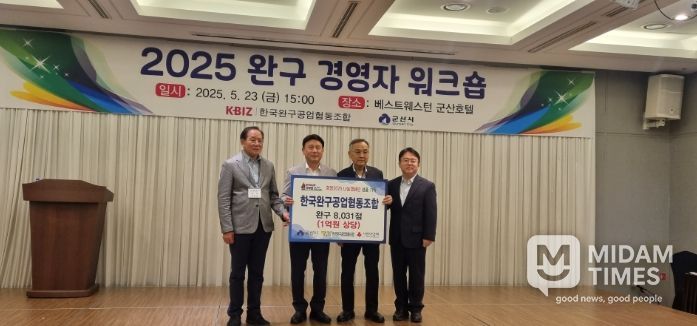 2025 완구 경영자 워크숍
일시 : 2025. 5. 23 (금) 15:00 장소 : 베스트웨스턴 군산호텔
K·BIZ 한국완구공업협동조합 군산시
한국완구공업협동조합
완구 8,031점
(1억원 상당)
MIDAM
TIMES
good news, good people